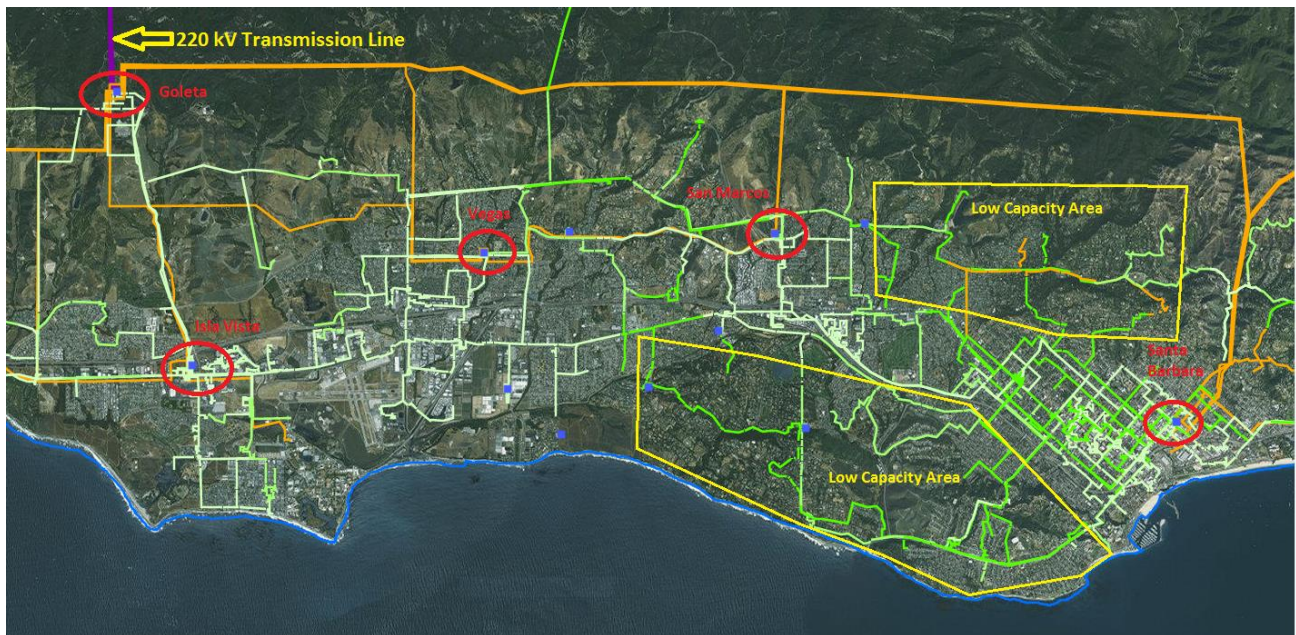 220 kV Transmission Line
Goleta
San Marcos
Low Capacity Area
Vegas
Isla Vista
Santa
Barbara
Low Capacity Area